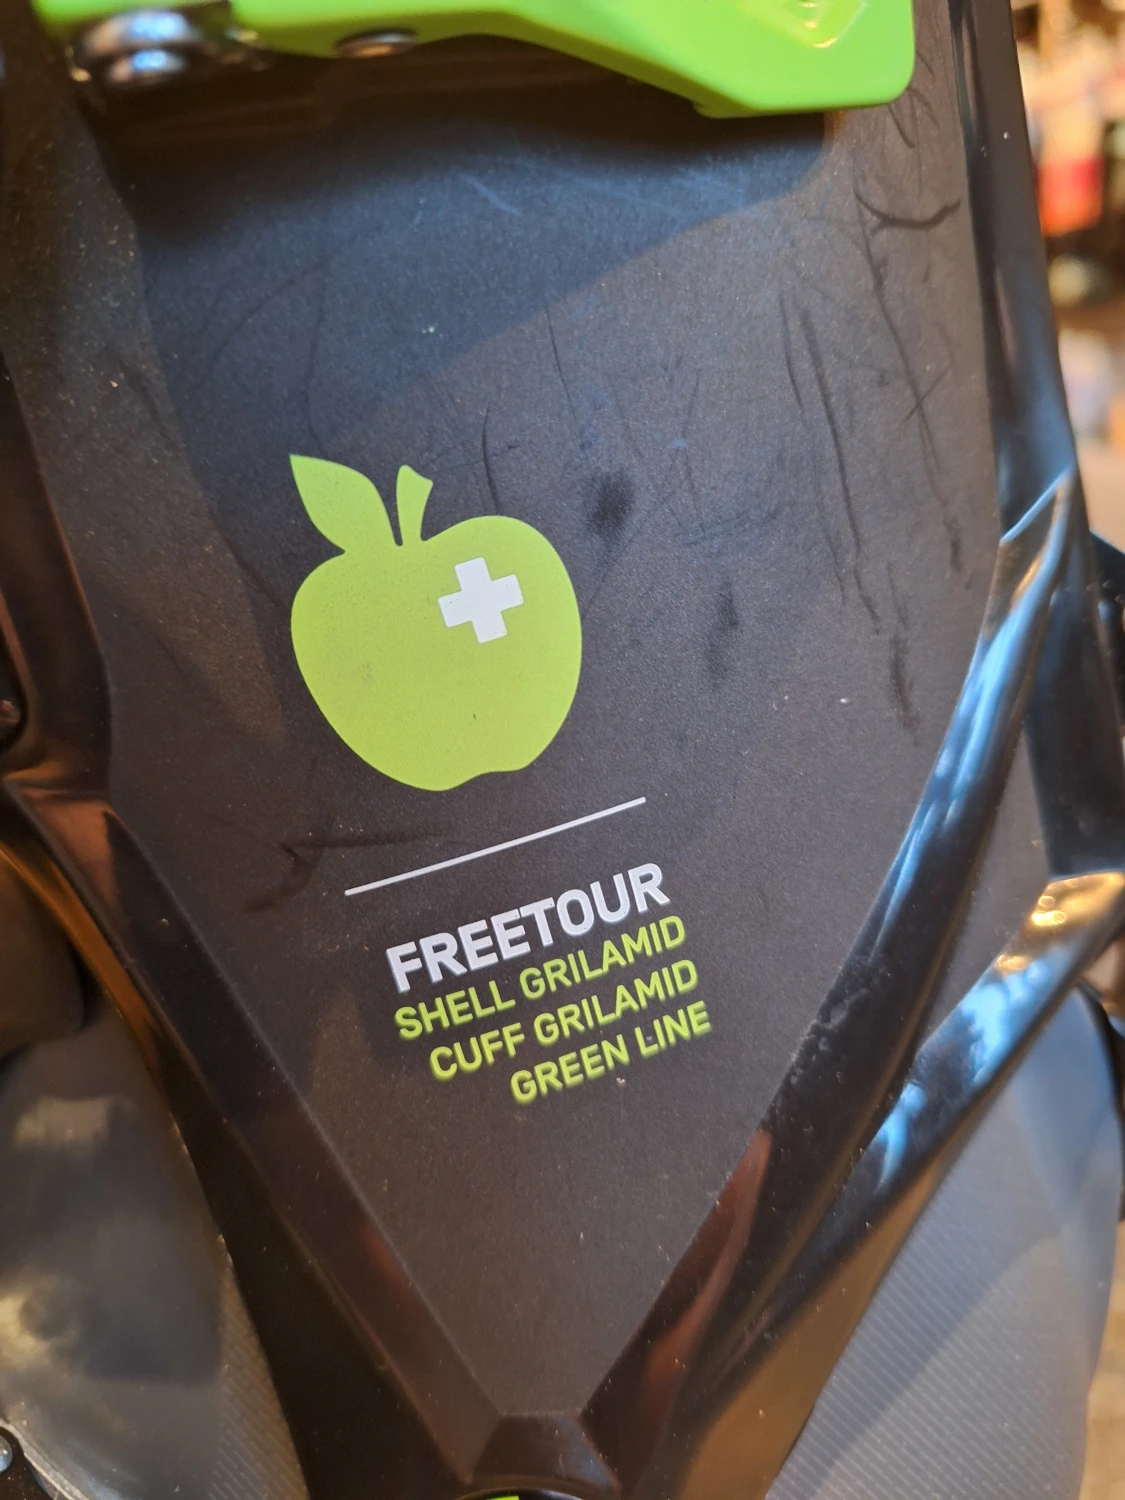 FREETOUR
SHELL GRILAMID
CUFF GRILAMID
GREEN LINE